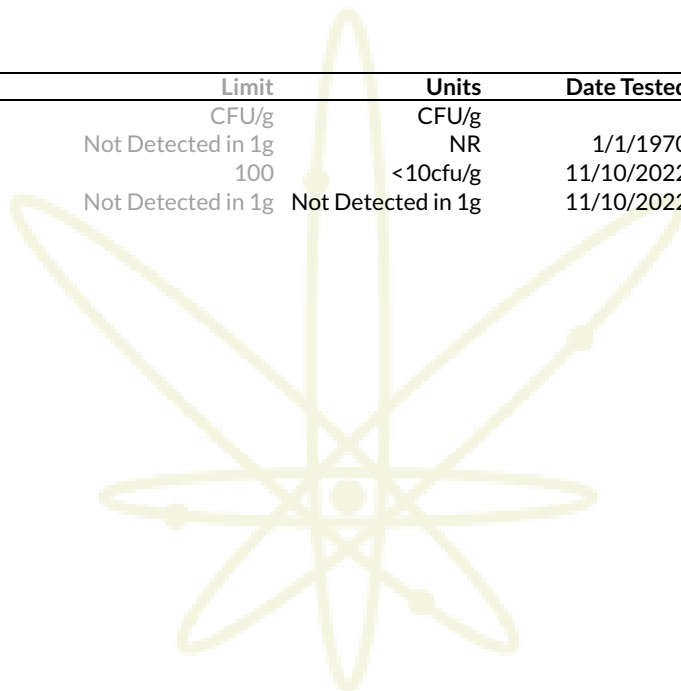 Limit Units Date Tested
CFU/g CFU/g
Not Detected in 1g NR 1/1/1970
100 <10cfu/g 11/10/2022
Not Detected in 1g Not Detected in 1g 11/10/2022